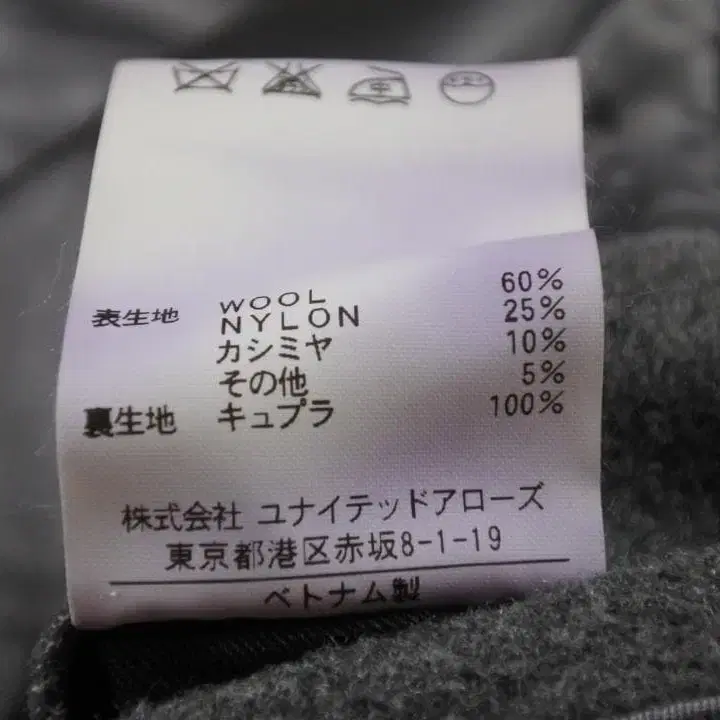 中
表生地 WOOL 60%
NYLON 25%
カシミヤ 10%
その他 5%
裏生地 キュプラ 100%
株式会社 ユナイテッドアローズ
東京都港区赤坂8-1-19
ベトナム製